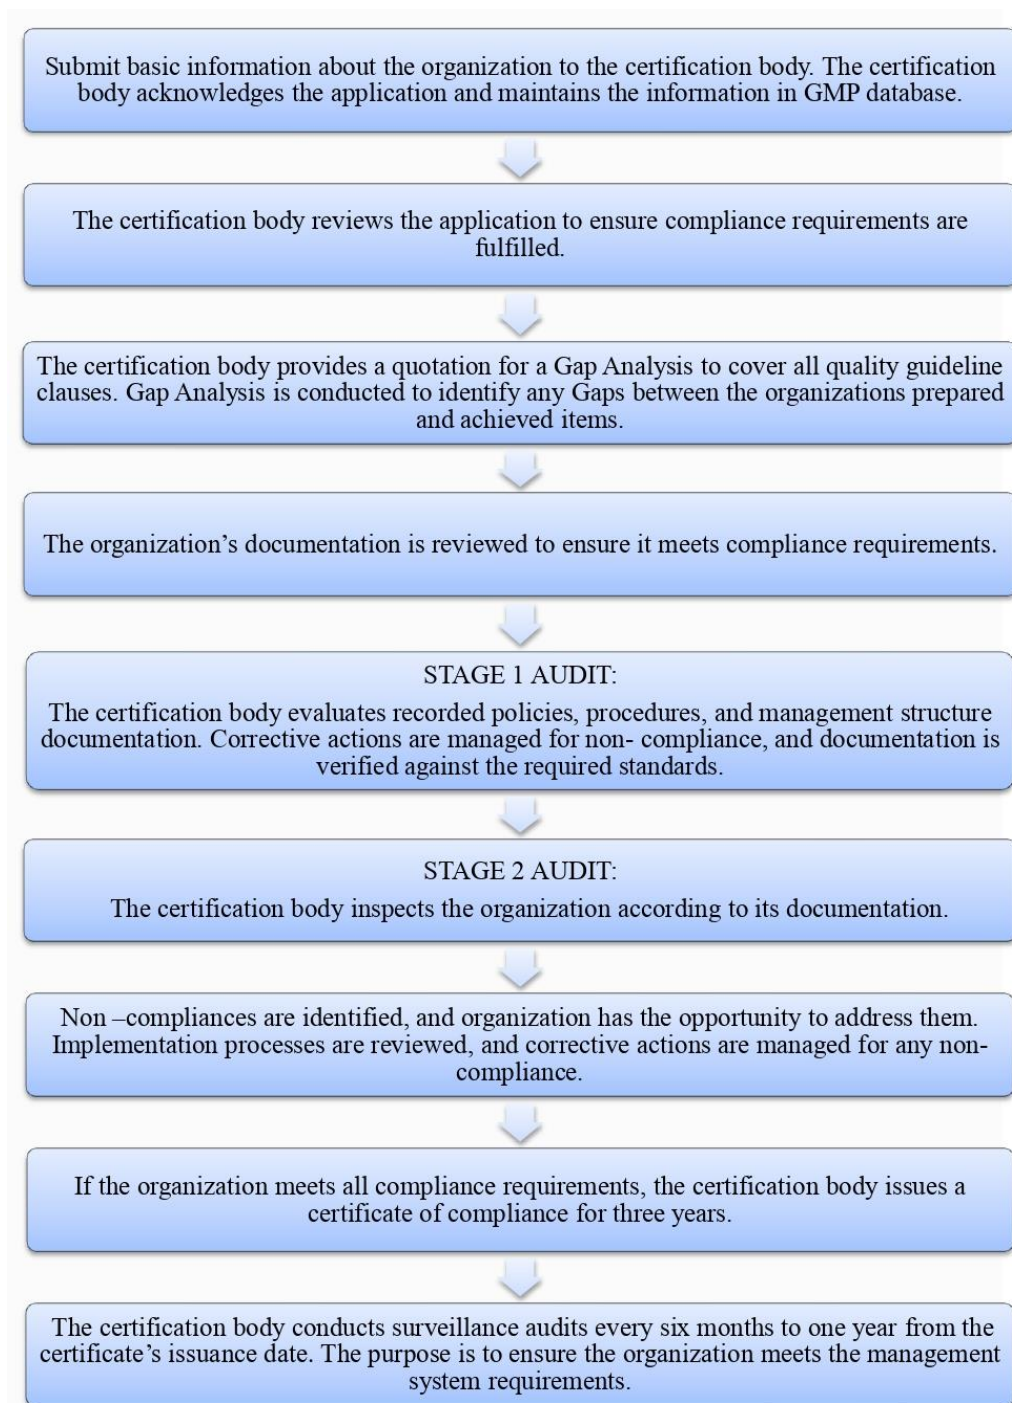 Submit basic information about the organization to the certification body. The certification
body acknowledges the application and maintains the information in GMP database.
The certification body reviews the application to ensure compliance requirements are
fulfilled.
The certification body provides a quotation for a Gap Analysis to cover all quality guideline
clauses. Gap Analysis is conducted to identify any Gaps between the organizations prepared
and achieved items.
The organization’s documentation is reviewed to ensure it meets compliance requirements.
STAGE 1 AUDIT:
The certification body evaluates recorded policies, procedures, and management structure
documentation. Corrective actions are managed for non- compliance, and documentation is
verified against the required standards.
STAGE 2 AUDIT:
The certification body inspects the organization according to its documentation.
Non –compliances are identified, and organization has the opportunity to address them.
Implementation processes are reviewed, and corrective actions are managed for any non-
compliance.
If the organization meets all compliance requirements, the certification body issues a
certificate of compliance for three years.
The certification body conducts surveillance audits every six months to one year from the
certificate’s issuance date. The purpose is to ensure the organization meets the management
system requirements.